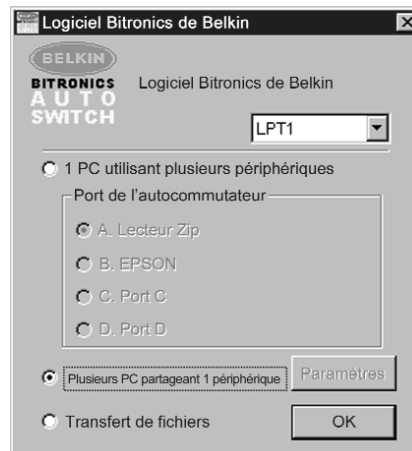 Logiciel Bitronics de Belkin
BELKIN
BITRONICS
AUTO
SWITCH
Logiciel Bitronics de Belkin
LPT1
1 PC utilisant plusieurs périphériques
Port de l'autocommutateur
A. Lecteur Zip
B. EPSON
C. Port C
D. Port D
Plusieurs PC partageant 1 périphérique
Paramètres
Transfert de fichiers
OK